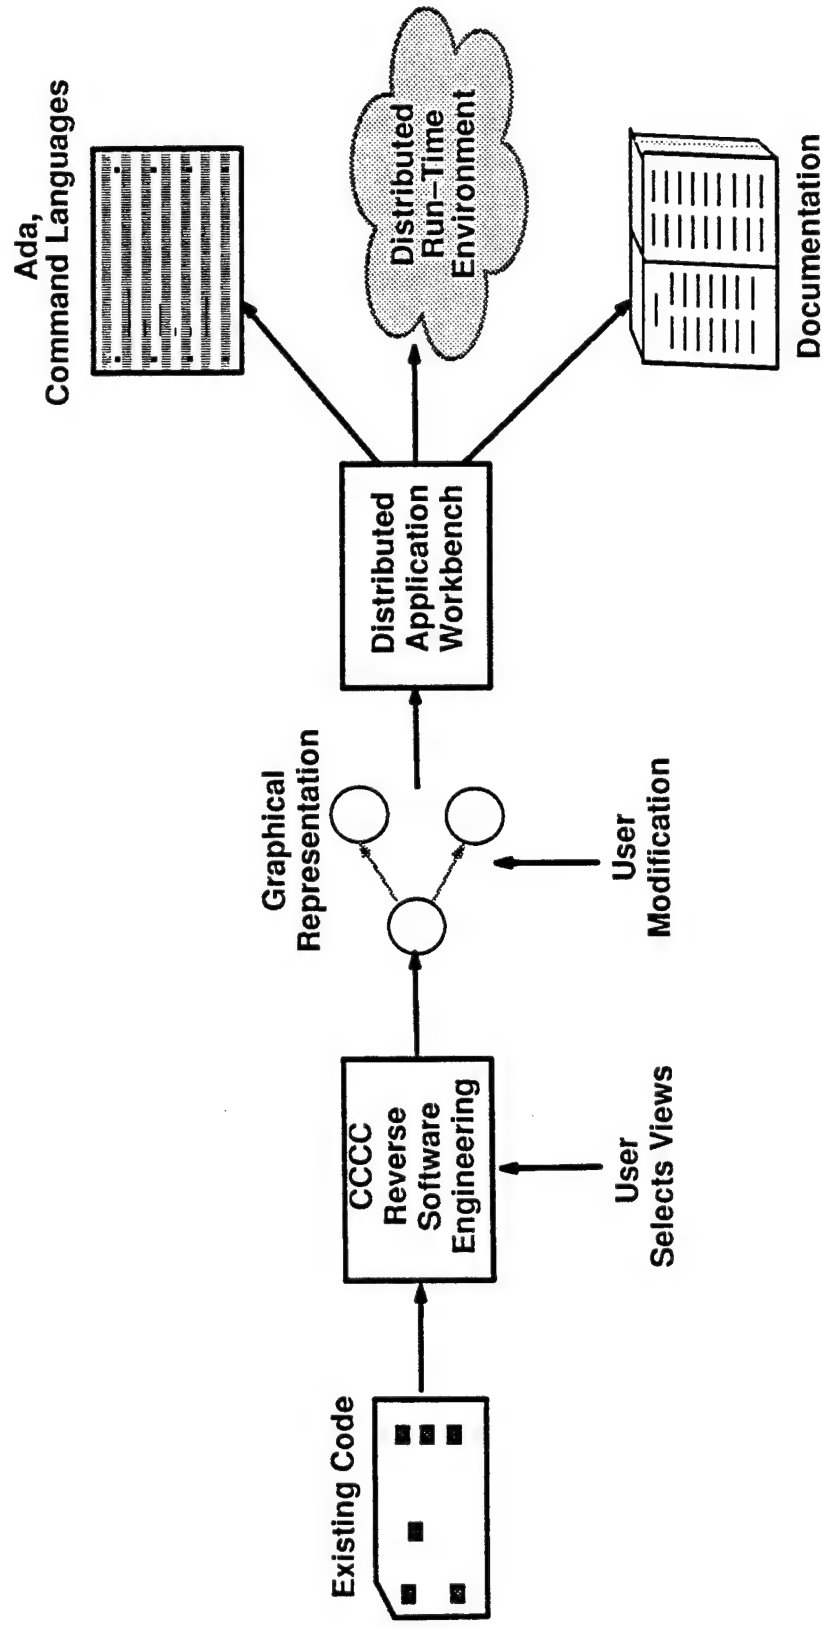 Existing Code
CCCC
Reverse
Software
Engineering
User
Selects Views
Graphical
Representation
User
Modification
Distributed
Application
Workbench
Ada,
Command Languages
Distributed
Run-Time
Environment
Documentation